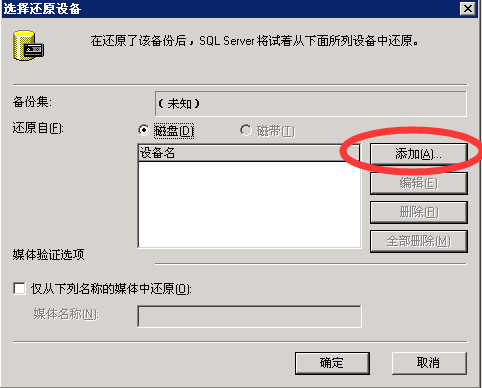 选择还原设备
在还原了该备份后，SQL Server 将试着从下面所列设备中还原。
备份集: （未知）
还原自(F): 磁盘(D) 磁带(T)
设备名
添加(A)...
编辑(E)
删除(R)
全部删除(M)
媒体验证选项
仅从下列名称的媒体中还原(O):
媒体名称(N):
确定 取消